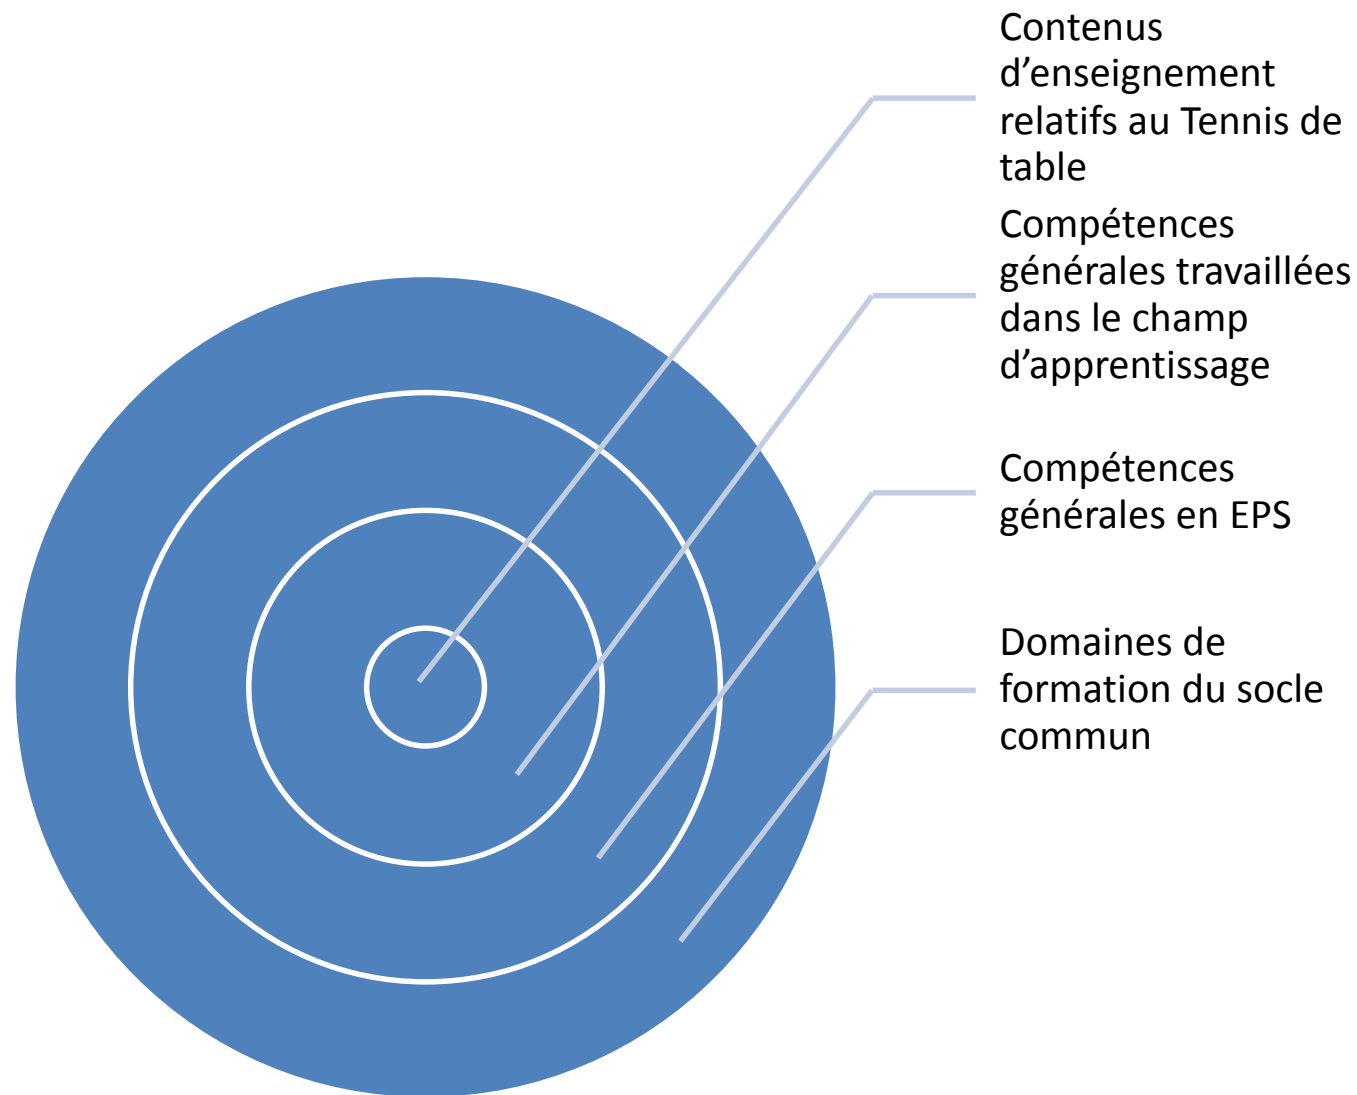 Contenus
d’enseignement
relatifs au Tennis de
table
Compétences
générales travaillées
dans le champ
d’apprentissage
Compétences
générales en EPS
Domaines de
formation du socle
commun